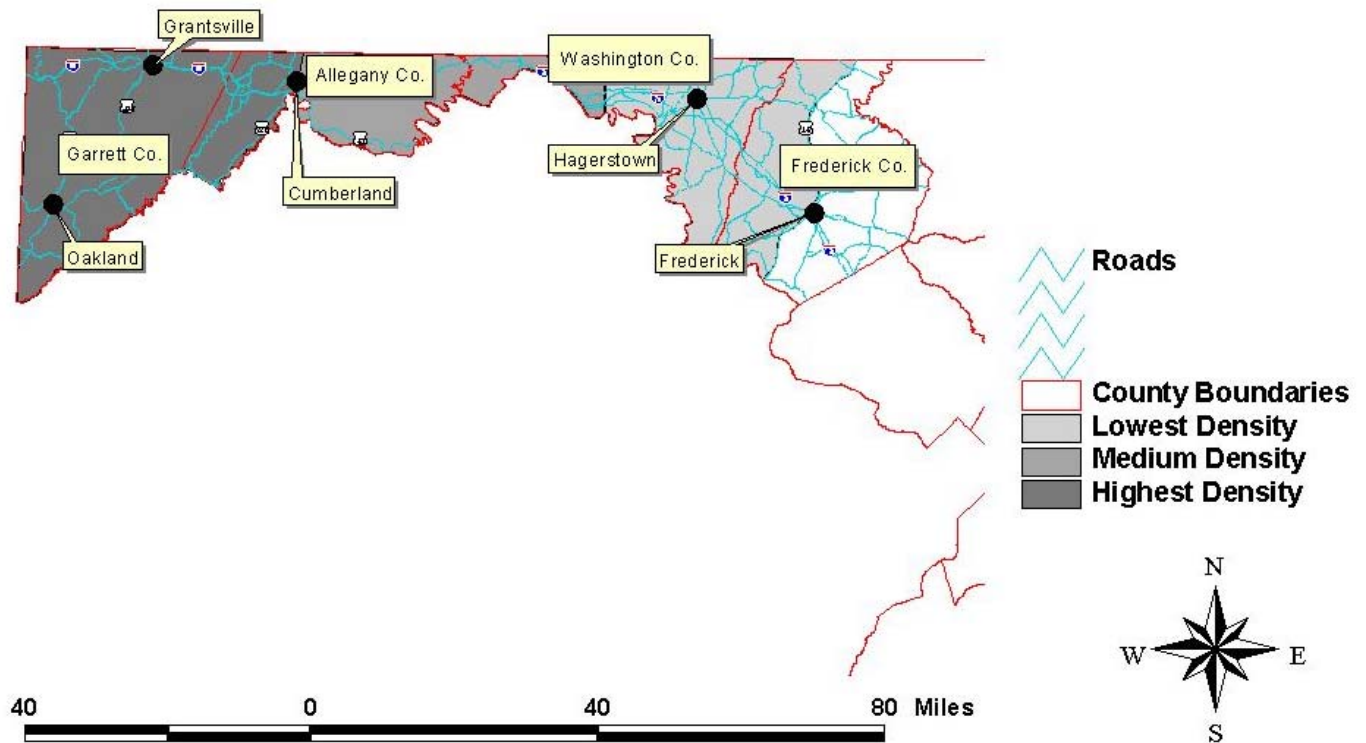 Grantsville
Allegany Co.
Washington Co.
Garrett Co.
Hagerstown
Frederick Co.
Cumberland
Oakland
Frederick
Roads
County Boundaries
Lowest Density
Medium Density
Highest Density
N
W E
S
40 0 40 80 Miles